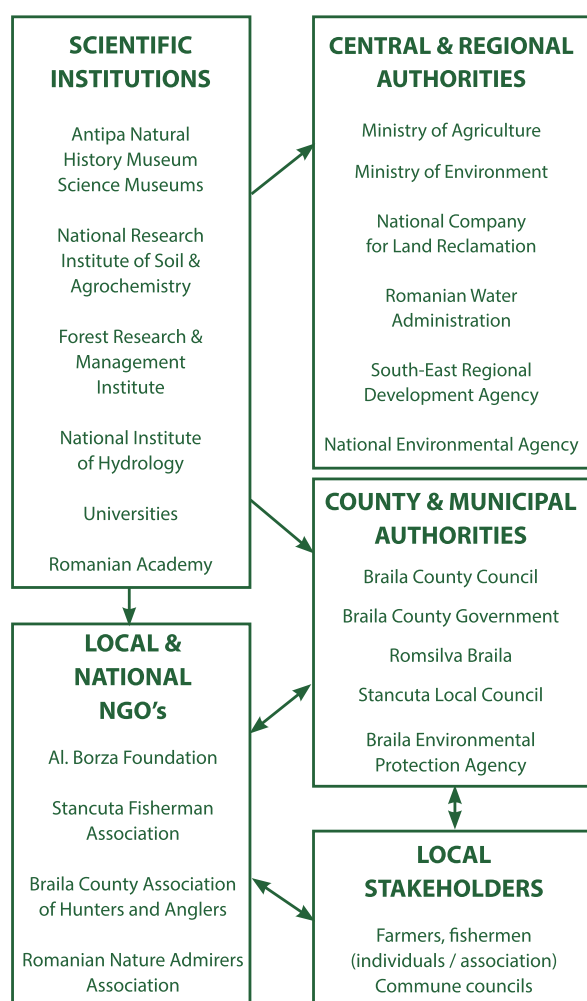 SCIENTIFIC
INSTITUTIONS
Antipa Natural
History Museum
Science Museums
National Research
Institute of Soil &
Agrochemistry
Forest Research &
Management
Institute
National Institute
of Hydrology
Universities
Romanian Academy
CENTRAL & REGIONAL
AUTHORITIES
Ministry of Agriculture
Ministry of Environment
National Company
for Land Reclamation
Romanian Water
Administration
South-East Regional
Development Agency
National Environmental Agency
COUNTY & MUNICIPAL
AUTHORITIES
Braila County Council
Braila County Government
Romsilva Braila
Stancuta Local Council
Braila Environmental
Protection Agency
LOCAL &
NATIONAL
NGO’s
Al. Borza Foundation
Stancuta Fisherman
Association
Braila County Association
of Hunters and Anglers
Romanian Nature Admirers
Association
LOCAL
STAKEHOLDERS
Farmers, fishermen
(individuals / association)
Commune councils